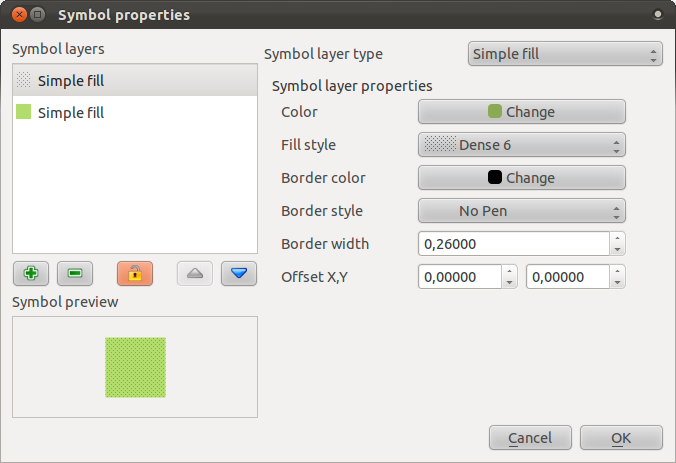 Symbol properties
Symbol layers
Simple fill
Simple fill
Symbol preview
Symbol layer type Simple fill
Symbol layer properties
Color Change
Fill style Dense 6
Border color Change
Border style No Pen
Border width 0,26000
Offset X,Y 0,00000 0,00000
Cancel OK